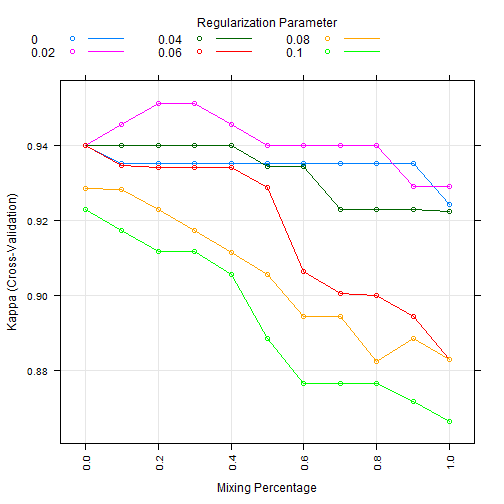 Regularization Parameter
0 0.04 0.08
0.02 0.06 0.1
0.94
0.92
0.90
0.88
Kappa (Cross-Validation)
0.0 0.2 0.4 0.6 0.8 1.0
Mixing Percentage